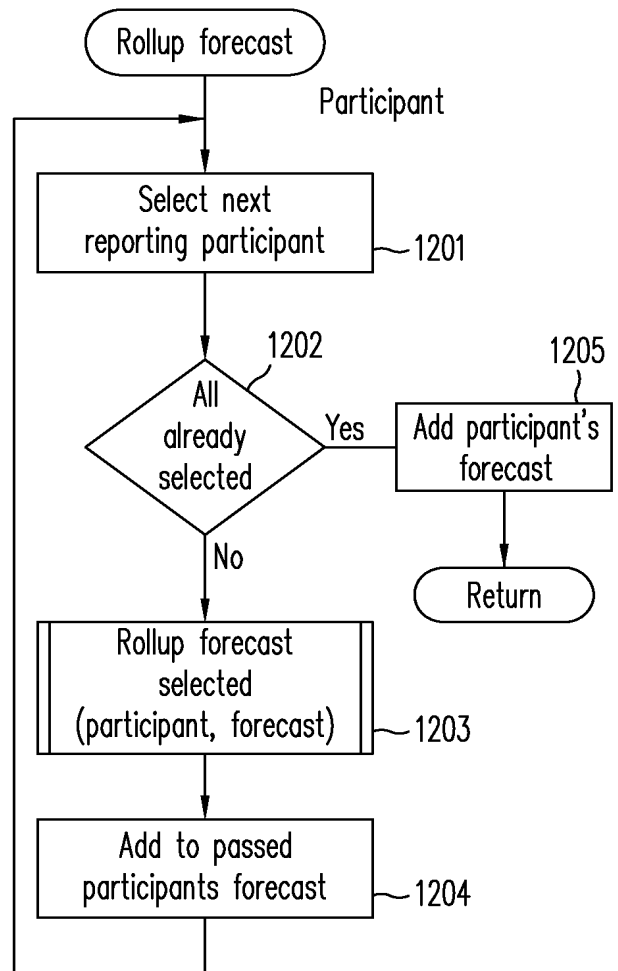 Rollup forecast
Participant
Select next
reporting participant
1201
1202
All
already
selected
Yes
1205
Add participant's
forecast
Return
No
Rollup forecast
selected
(participant, forecast)
1203
Add to passed
participants forecast
1204